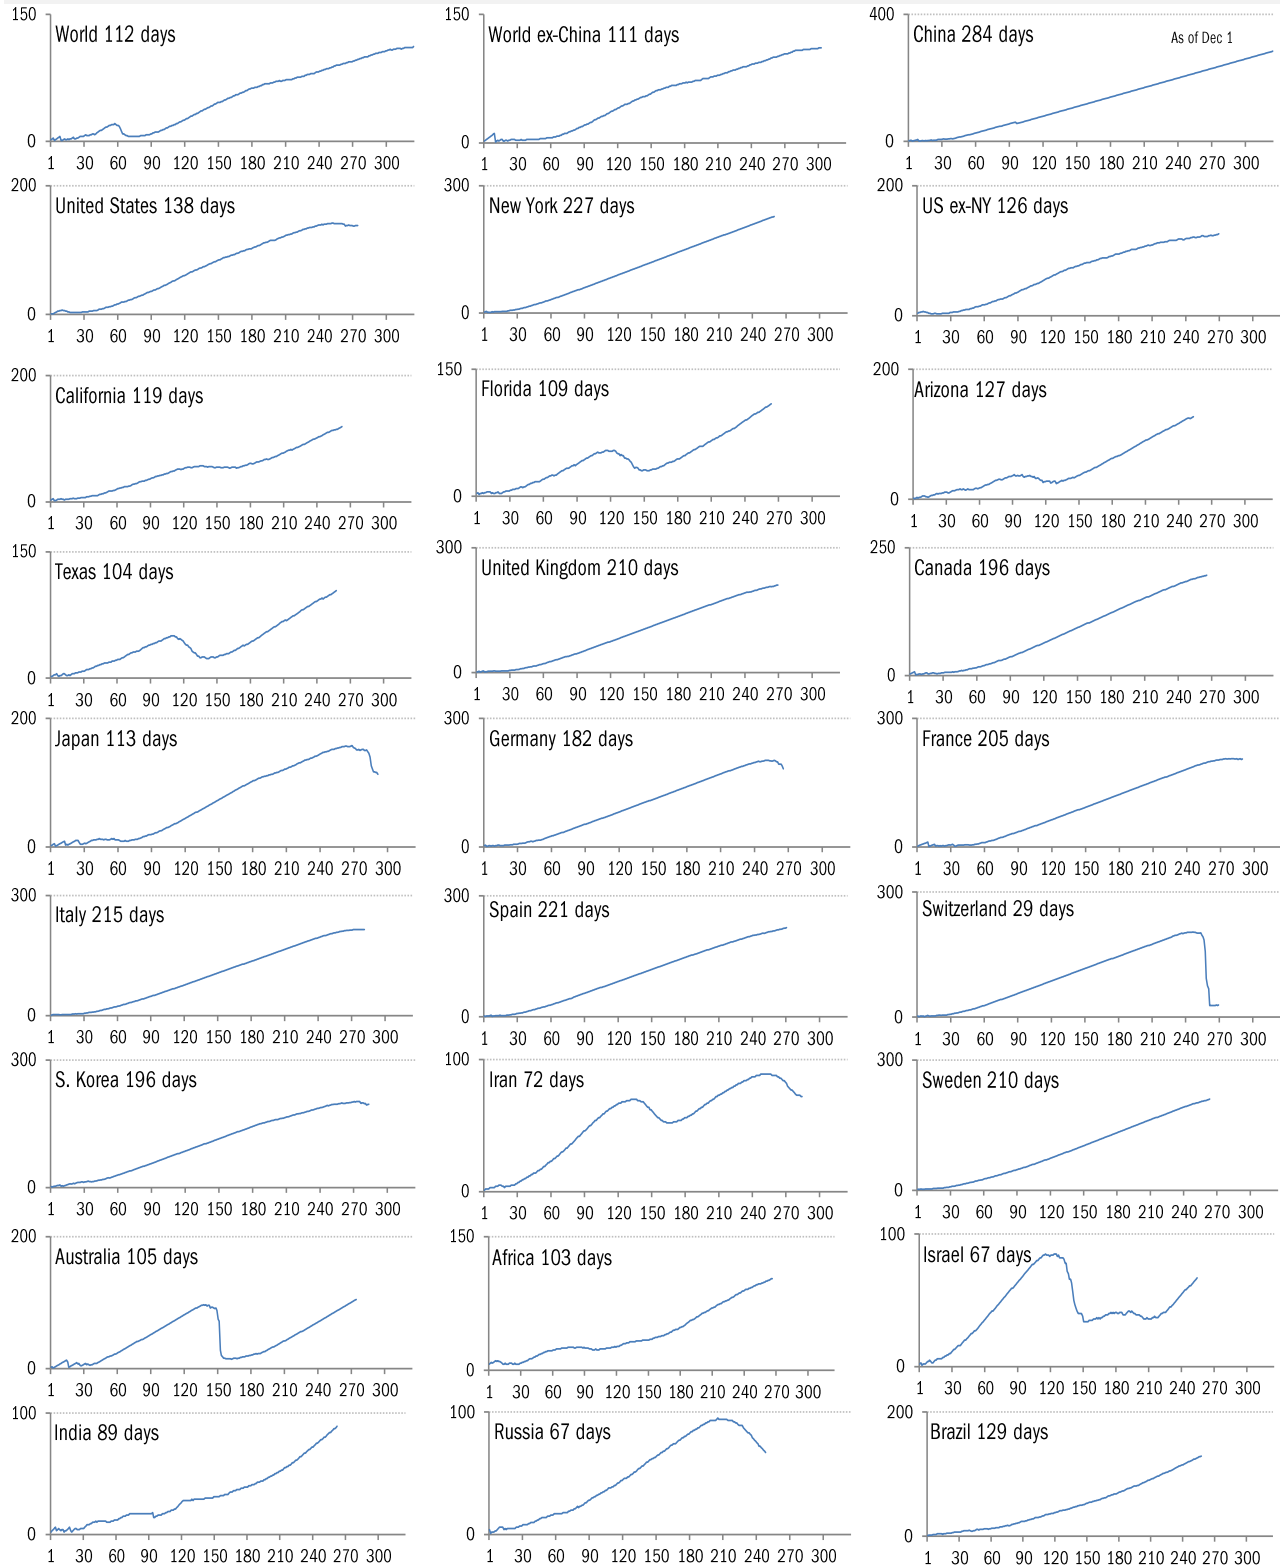 150 World 112 days
0
1 30 60 90 120 150 180 210 240 270 300
150 World ex-China 111 days
0
1 30 60 90 120 150 180 210 240 270 300
400 China 284 days As of Dec 1
0
1 30 60 90 120 150 180 210 240 270 300
200 United States 138 days
0
1 30 60 90 120 150 180 210 240 270 300
300 New York 227 days
0
1 30 60 90 120 150 180 210 240 270 300
200 US ex-NY 126 days
0
1 30 60 90 120 150 180 210 240 270 300
200 California 119 days
0
1 30 60 90 120 150 180 210 240 270 300
150 Florida 109 days
0
1 30 60 90 120 150 180 210 240 270 300
200 Arizona 127 days
0
1 30 60 90 120 150 180 210 240 270 300
150 Texas 104 days
0
1 30 60 90 120 150 180 210 240 270 300
300 United Kingdom 210 days
0
1 30 60 90 120 150 180 210 240 270 300
250 Canada 196 days
0
1 30 60 90 120 150 180 210 240 270 300
200 Japan 113 days
0
1 30 60 90 120 150 180 210 240 270 300
300 Germany 182 days
0
1 30 60 90 120 150 180 210 240 270 300
300 France 205 days
0
1 30 60 90 120 150 180 210 240 270 300
300 Italy 215 days
0
1 30 60 90 120 150 180 210 240 270 300
300 Spain 221 days
0
1 30 60 90 120 150 180 210 240 270 300
300 Switzerland 29 days
0
1 30 60 90 120 150 180 210 240 270 300
300 S. Korea 196 days
0
1 30 60 90 120 150 180 210 240 270 300
100 Iran 72 days
0
1 30 60 90 120 150 180 210 240 270 300
300 Sweden 210 days
0
1 30 60 90 120 150 180 210 240 270 300
200 Australia 105 days
0
1 30 60 90 120 150 180 210 240 270 300
150 Africa 103 days
0
1 30 60 90 120 150 180 210 240 270 300
100 Israel 67 days
0
1 30 60 90 120 150 180 210 240 270 300
100 India 89 days
0
1 30 60 90 120 150 180 210 240 270 300
100 Russia 67 days
0
1 30 60 90 120 150 180 210 240 270 300
200 Brazil 129 days
0
1 30 60 90 120 150 180 210 240 270 300